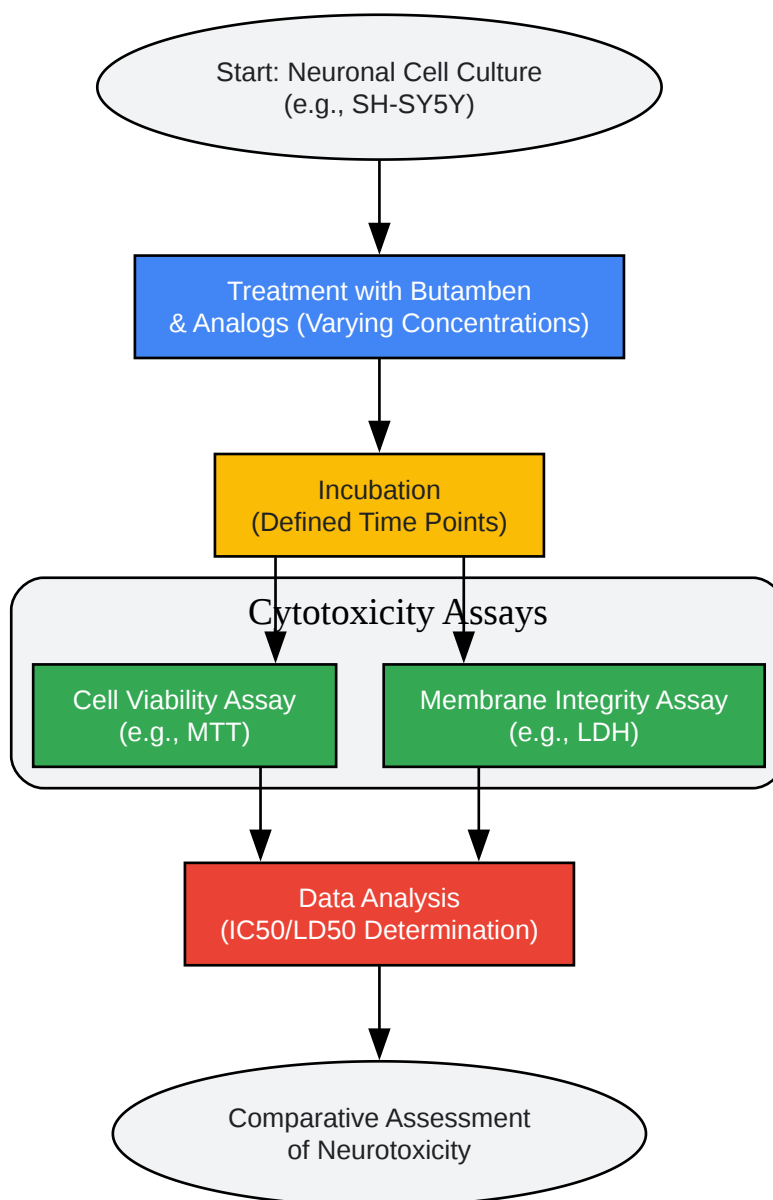 Start: Neuronal Cell Culture
(e.g., SH-SY5Y)
Treatment with Butamben
& Analogs (Varying Concentrations)
Incubation
(Defined Time Points)
Cytotoxicity Assays
Cell Viability Assay
(e.g., MTT)
Membrane Integrity Assay
(e.g., LDH)
Data Analysis
(IC50/LD50 Determination)
Comparative Assessment
of Neurotoxicity